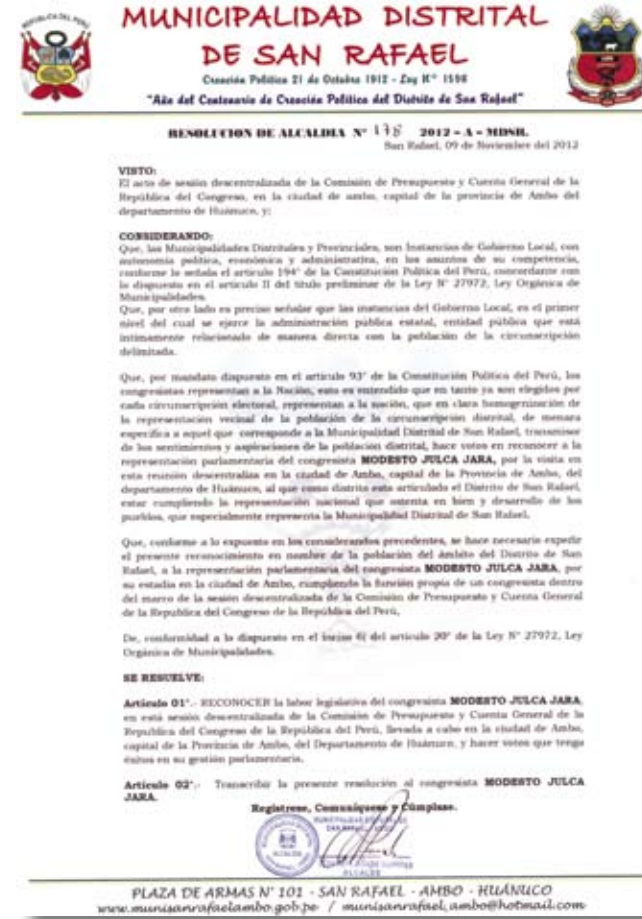 MUNICIPALIDAD DISTRITAL
DE SAN RAFAEL
REPUBLICA DEL PERU
Creación Política 21 de Octubre 1912 - Ley Nº 1598
"Año del Centenario de Creación Política del Distrito de San Rafael"
RESOLUCION DE ALCALDIA Nº 178 2012 - A - MDSR.
San Rafael, 09 de Noviembre del 2012
VISTO:
El acto de sesión descentralizada de la Comisión de Presupuesto y Cuenta General de la
República del Congreso, en la ciudad de ambo, capital de la provincia de Ambo del
departamento de Huánuco, y;
CONSIDERANDO:
Que, las Municipalidades Distritales y Provinciales, son Instancias de Gobierno Local, con
autonomía política, económica y administrativa, en los asuntos de su competencia,
conforme lo señala el artículo 194° de la Constitución Política del Perú, concordante con
lo dispuesto en el artículo II del título preliminar de la Ley N° 27972, Ley Orgánica de
Municipalidades.
Que, por otro lado es preciso señalar que las instancias del Gobierno Local, es el primer
nivel del cual se ejerce la administración pública estatal, entidad pública que está
íntimamente relacionado de manera directa con la población de la circunscripción
delimitada.
Que, por mandato dispuesto en el artículo 93° de la Constitución Política del Perú, los
congresistas representan a la Nación, esto es entendido que en tanto ya son elegidos por
cada circunscripción electoral, representan a la nación, que en clara homogenización de
la representación vecinal de la población de la circunscripción distrital, de menara
específica a aquel que corresponde a la Municipalidad Distrital de San Rafael, transmisor
de los sentimientos y aspiraciones de la población distrital, hace votos en reconocer a la
representación parlamentaria del congresista MODESTO JULCA JARA, por la visita en
esta reunión descentraliza en la ciudad de Ambo, capital de la Provincia de Ambo, del
departamento de Huánuco, al que como distrito esta articulado el Distrito de San Rafael,
estar cumpliendo la representación nacional que ostenta en bien y desarrollo de los
pueblos, que especialmente representa la Municipalidad Distrital de San Rafael.
Que, conforme a lo expuesto en los considerandos precedentes, se hace necesario expedir
el presente reconocimiento en nombre de la población del ámbito del Distrito de San
Rafael, a la representación parlamentaria del congresista MODESTO JULCA JARA, por
su estadía en la ciudad de Ambo, cumpliendo la función propia de un congresista dentro
del marco de la sesión descentralizada de la Comisión de Presupuesto y Cuenta General
de la Republica del Congreso de la República del Perú,
De, conformidad a lo dispuesto en el inciso 6) del artículo 20° de la Ley N° 27972, Ley
Orgánica de Municipalidades.
SE RESUELVE:
Artículo 01°.- RECONOCER la labor legislativa del congresista MODESTO JULCA JARA,
en está sesión descentralizada de la Comisión de Presupuesto y Cuenta General de la
Republica del Congreso de la República del Perú, llevada a cabo en la ciudad de Ambo,
capital de la Provincia de Ambo, del Departamento de Huánuco, y hacer votos que tenga
éxitos en su gestión parlamentaria.
Artículo 02°.- Transcribir la presente resolución al congresista MODESTO JULCA
JARA.
Regístrese, Comuníquese y Cúmplase.
ALCALDIA
ALCALDE
PLAZA DE ARMAS N° 101 - SAN RAFAEL - AMBO - HUÁNUCO
www.munisanrafaelambo.gob.pe / munisanrafael_ambo@hotmail.com